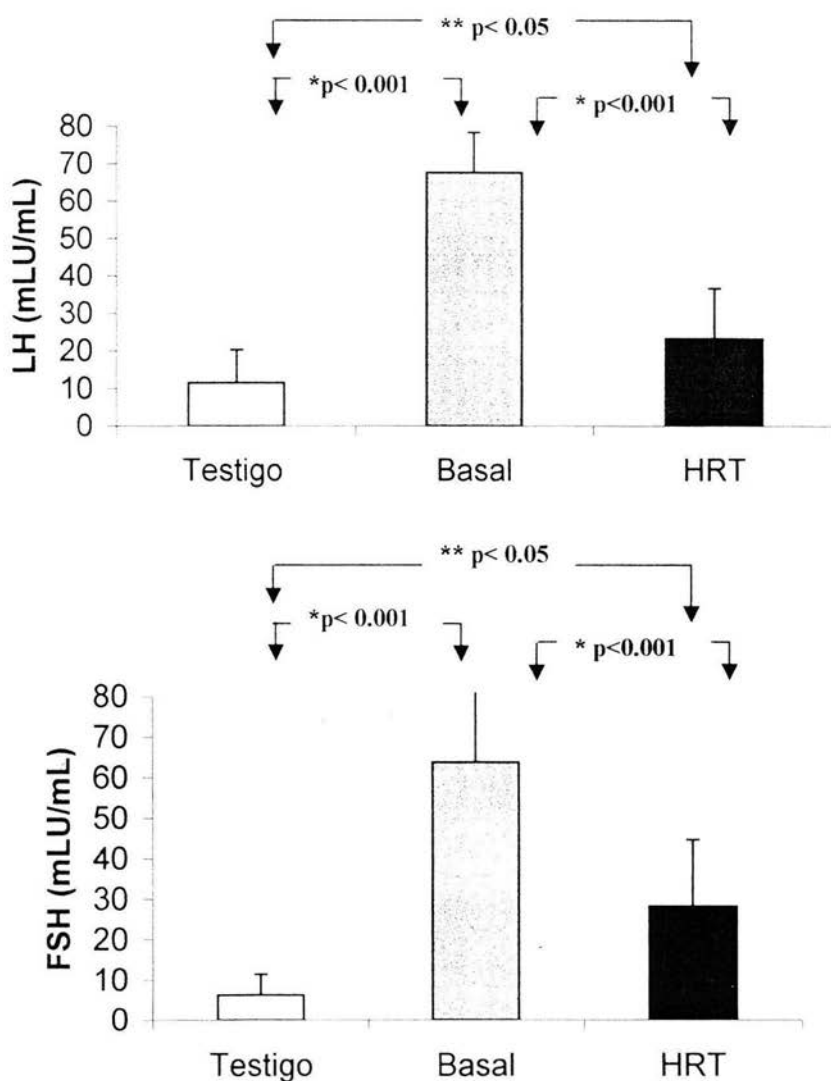 ** p< 0.05
*p< 0.001
* p<0.001
80
70
60
50
40
30
20
10
0
LH (mLU/mL)
Testigo Basal HRT
** p< 0.05
*p< 0.001
* p<0.001
80
70
60
50
40
30
20
10
0
FSH (mLU/mL)
Testigo Basal HRT